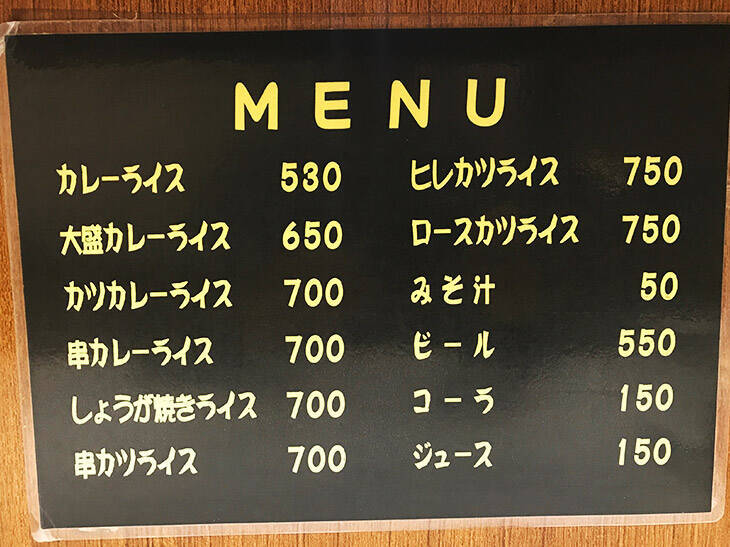 MENU
カレーライス 530
大盛カレーライス 650
カツカレーライス 700
串カレーライス 700
しょうが焼きライス 700
串カツライス 700
ヒレカツライス 750
ロースカツライス 750
みそ汁 50
ビール 550
コーラ 150
ジュース 150